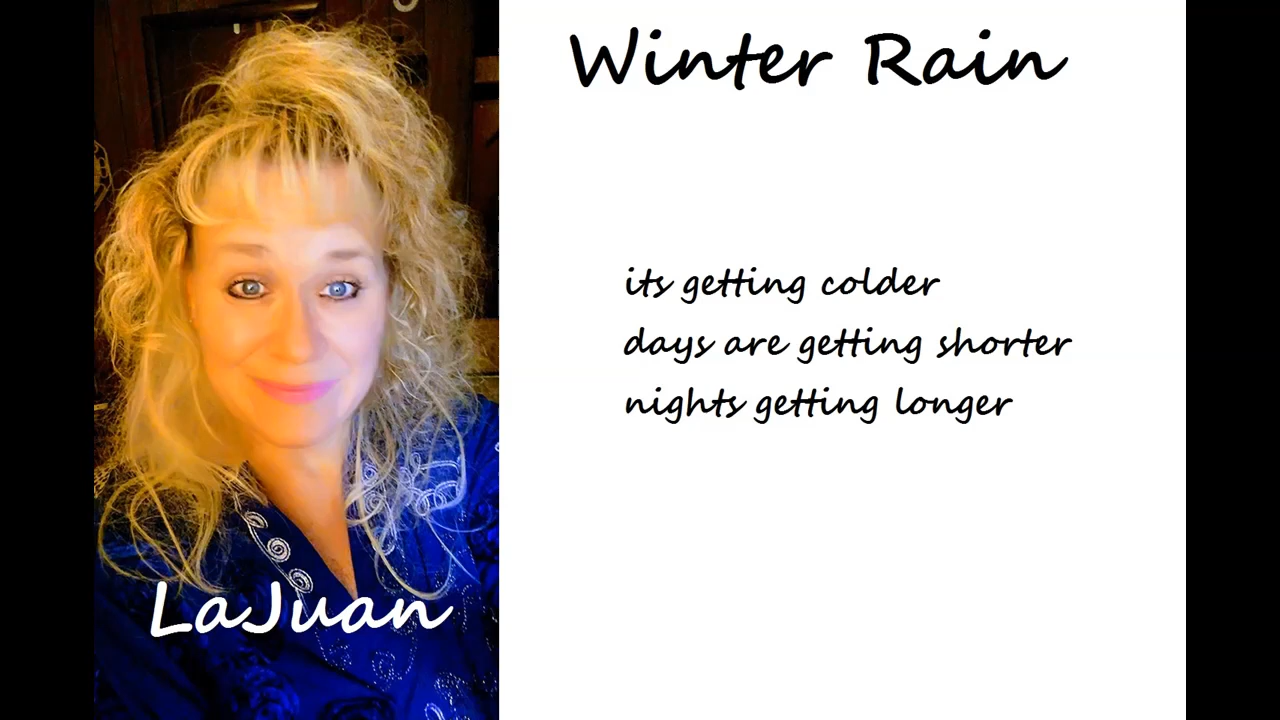 Winter Rain
its getting colder
days are getting shorter
nights getting longer
LaJuan